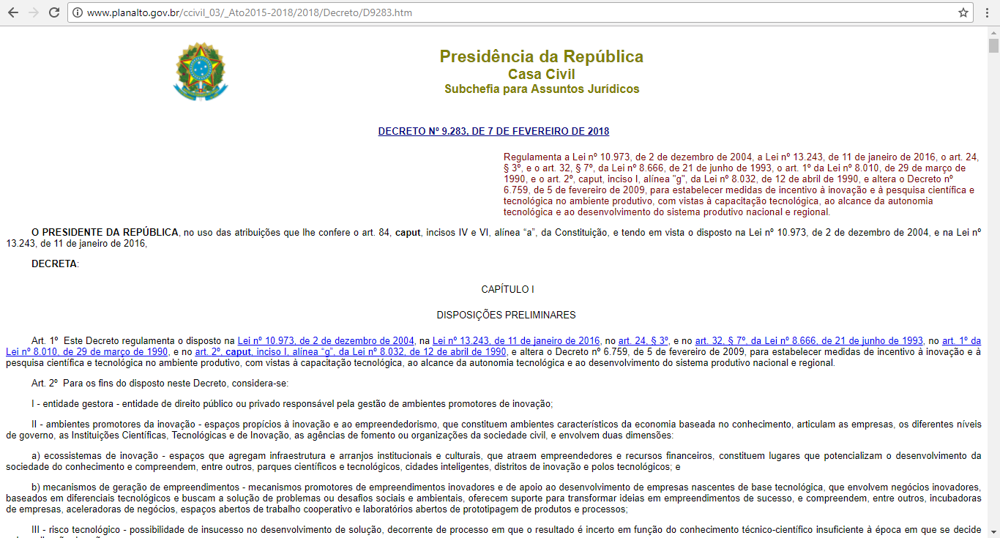 www.planalto.gov.br/ccivil_03/_Ato2015-2018/2018/Decreto/D9283.htm
Presidência da República
Casa Civil
Subchefia para Assuntos Jurídicos
DECRETO Nº 9.283, DE 7 DE FEVEREIRO DE 2018
Regulamenta a Lei nº 10.973, de 2 de dezembro de 2004, a Lei nº 13.243, de 11 de janeiro de 2016, o art. 24,
§ 3º, e o art. 32, § 7º, da Lei nº 8.666, de 21 de junho de 1993, o art. 1º da Lei nº 8.010, de 29 de março de
1990, e o art. 2º, caput, inciso I, alínea "g", da Lei nº 8.032, de 12 de abril de 1990, e altera o Decreto nº
6.759, de 5 de fevereiro de 2009, para estabelecer medidas de incentivo à inovação e à pesquisa científica e
tecnológica no ambiente produtivo, com vistas à capacitação tecnológica, ao alcance da autonomia
tecnológica e ao desenvolvimento do sistema produtivo nacional e regional.
O PRESIDENTE DA REPÚBLICA, no uso das atribuições que lhe confere o art. 84, caput, incisos IV e VI, alínea “a”, da Constituição, e tendo em vista o disposto na Lei nº 10.973, de 2 de dezembro de 2004, e na Lei nº
13.243, de 11 de janeiro de 2016,
DECRETA:
CAPÍTULO I
DISPOSIÇÕES PRELIMINARES
Art. 1º Este Decreto regulamenta o disposto na Lei nº 10.973, de 2 de dezembro de 2004, na Lei nº 13.243, de 11 de janeiro de 2016, no art. 24, § 3º, e no art. 32, § 7º, da Lei nº 8.666, de 21 de junho de 1993, no art. 1º da
Lei nº 8.010, de 29 de março de 1990, e no art. 2º, caput, inciso I, alínea “g”, da Lei nº 8.032, de 12 de abril de 1990, e altera o Decreto nº 6.759, de 5 de fevereiro de 2009, para estabelecer medidas de incentivo à inovação e à
pesquisa científica e tecnológica no ambiente produtivo, com vistas à capacitação tecnológica, ao alcance da autonomia tecnológica e ao desenvolvimento do sistema produtivo nacional e regional.
Art. 2º Para os fins do disposto neste Decreto, considera-se:
I - entidade gestora - entidade de direito público ou privado responsável pela gestão de ambientes promotores de inovação;
II - ambientes promotores da inovação - espaços propícios à inovação e ao empreendedorismo, que constituem ambientes característicos da economia baseada no conhecimento, articulam as empresas, os diferentes níveis
de governo, as Instituições Científicas, Tecnológicas e de Inovação, as agências de fomento ou organizações da sociedade civil, e envolvem duas dimensões:
a) ecossistemas de inovação - espaços que agregam infraestrutura e arranjos institucionais e culturais, que atraem empreendedores e recursos financeiros, constituem lugares que potencializam o desenvolvimento da
sociedade do conhecimento e compreendem, entre outros, parques científicos e tecnológicos, cidades inteligentes, distritos de inovação e polos tecnológicos; e
b) mecanismos de geração de empreendimentos - mecanismos promotores de empreendimentos inovadores e de apoio ao desenvolvimento de empresas nascentes de base tecnológica, que envolvem negócios inovadores,
baseados em diferenciais tecnológicos e buscam a solução de problemas ou desafios sociais e ambientais, oferecem suporte para transformar ideias em empreendimentos de sucesso, e compreendem, entre outros, incubadoras
de empresas, aceleradoras de negócios, espaços abertos de trabalho cooperativo e laboratórios abertos de prototipagem de produtos e processos;
III - risco tecnológico - possibilidade de insucesso no desenvolvimento de solução, decorrente de processo em que o resultado é incerto em função do conhecimento técnico-científico insuficiente à época em que se decide